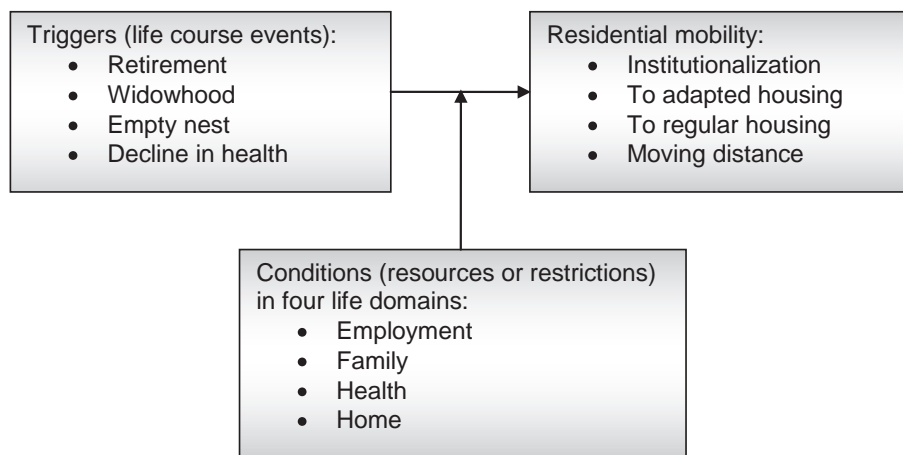 Triggers (life course events):
• Retirement
• Widowhood
• Empty nest
• Decline in health
Residential mobility:
• Institutionalization
• To adapted housing
• To regular housing
• Moving distance
Conditions (resources or restrictions)
in four life domains:
• Employment
• Family
• Health
• Home